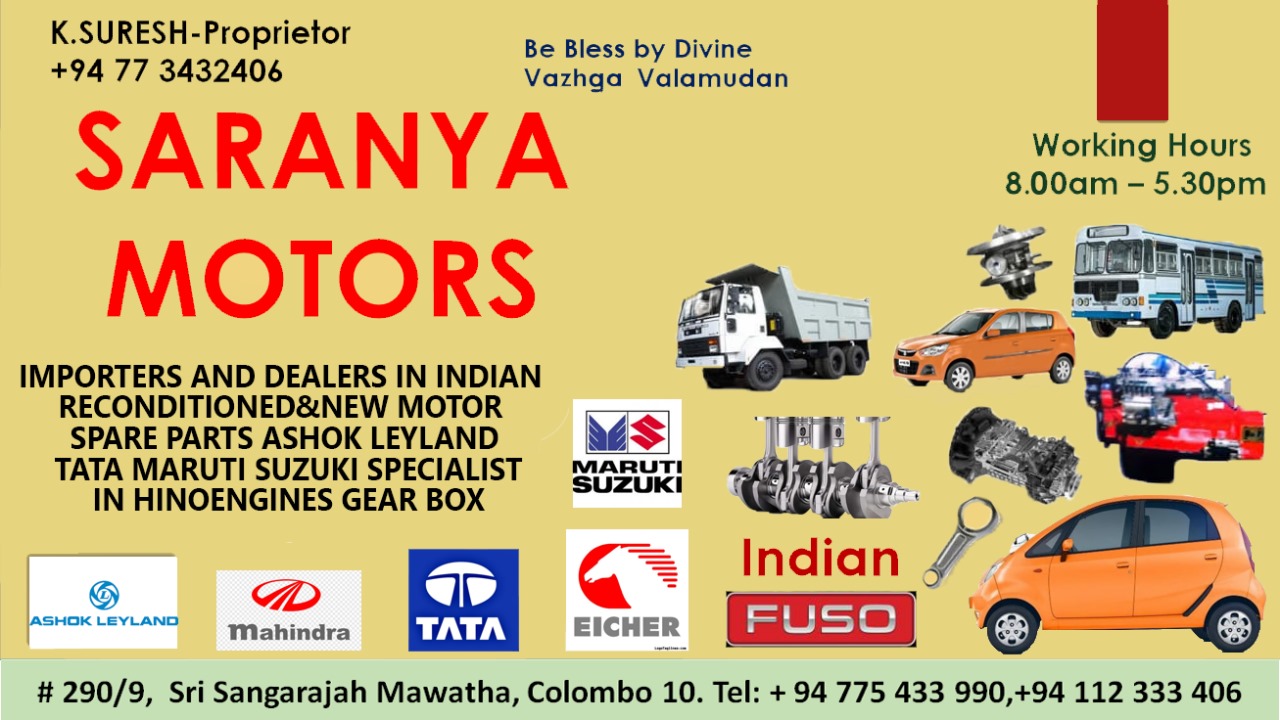 K.SURESH-Proprietor
+94 77 3432406
Be Bless by Divine
Vazhga Valamudan
SARANYA
MOTORS
Working Hours
8.00am – 5.30pm
IMPORTERS AND DEALERS IN INDIAN
RECONDITIONED&NEW MOTOR
SPARE PARTS ASHOK LEYLAND
TATA MARUTI SUZUKI SPECIALIST
IN HINOENGINES GEAR BOX
MARUTI
SUZUKI
ASHOK LEYLAND
mahindra
TATA
EICHER
Indian
FUSO
# 290/9, Sri Sangarajah Mawatha, Colombo 10. Tel: + 94 775 433 990,+94 112 333 406